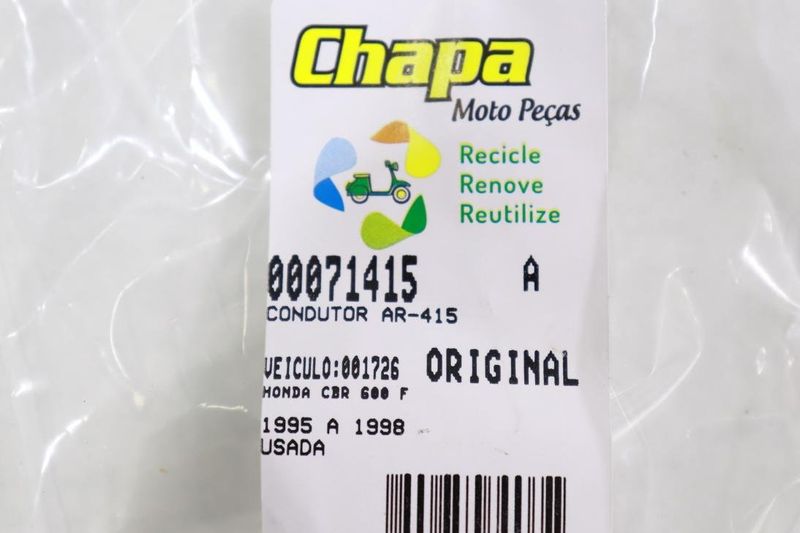 Chapa
Moto Peças
Recicle
Renove
Reutilize
00071415 A
CONDUTOR AR-415
VEICULO:001726 ORIGINAL
HONDA CBR 600 F
1995 A 1998
USADA